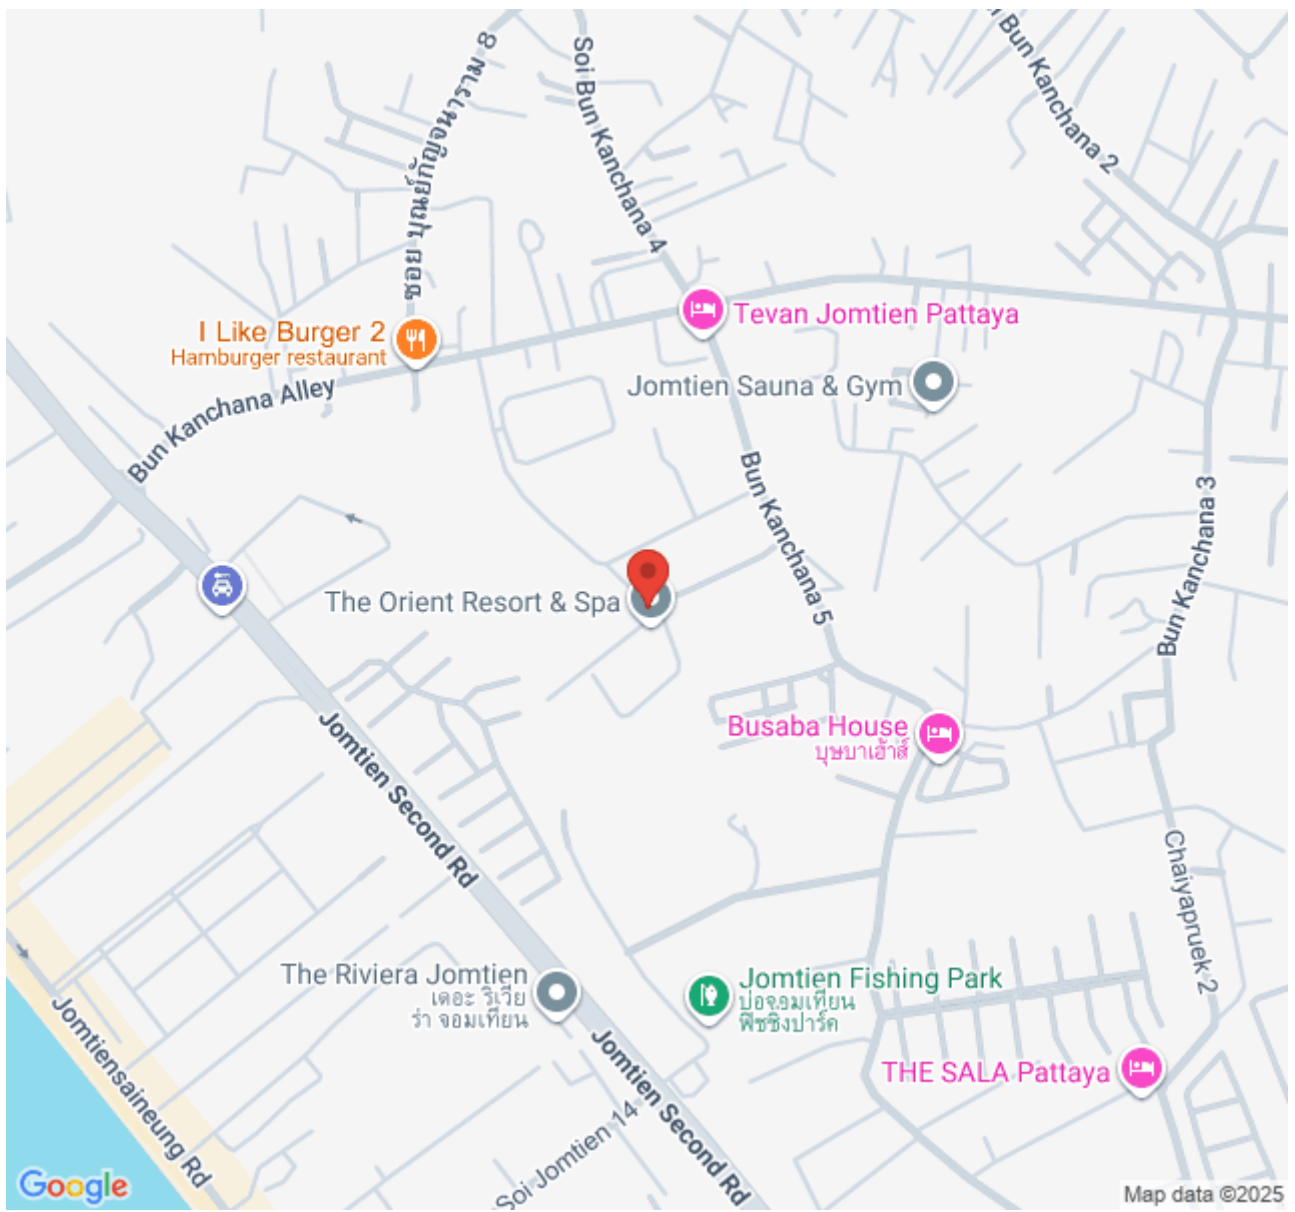 Bun Kanchana 2
ซอย บุณย์กัญจนาราม 8
Soi Bun Kanchana 4
Tevan Jomtien Pattaya
I Like Burger 2
Hamburger restaurant
Jomtien Sauna & Gym
Bun Kanchana Alley
Bun Kanchana 5
Bun Kanchana 3
The Orient Resort & Spa
Busaba House
บุษบาเฮ้าส์
Jomtien Second Rd
Chaiyapruek 2
The Riviera Jomtien
เดอะ ริเวีย
ร่า จอมเทียน
Jomtien Fishing Park
บ่อจอมเทียน
ฟิชชิ่งปาร์ค
Jomtiensaineung Rd
Jomtien Second Rd
THE SALA Pattaya
Soi Jomtien 14
Google
Map data ©2025